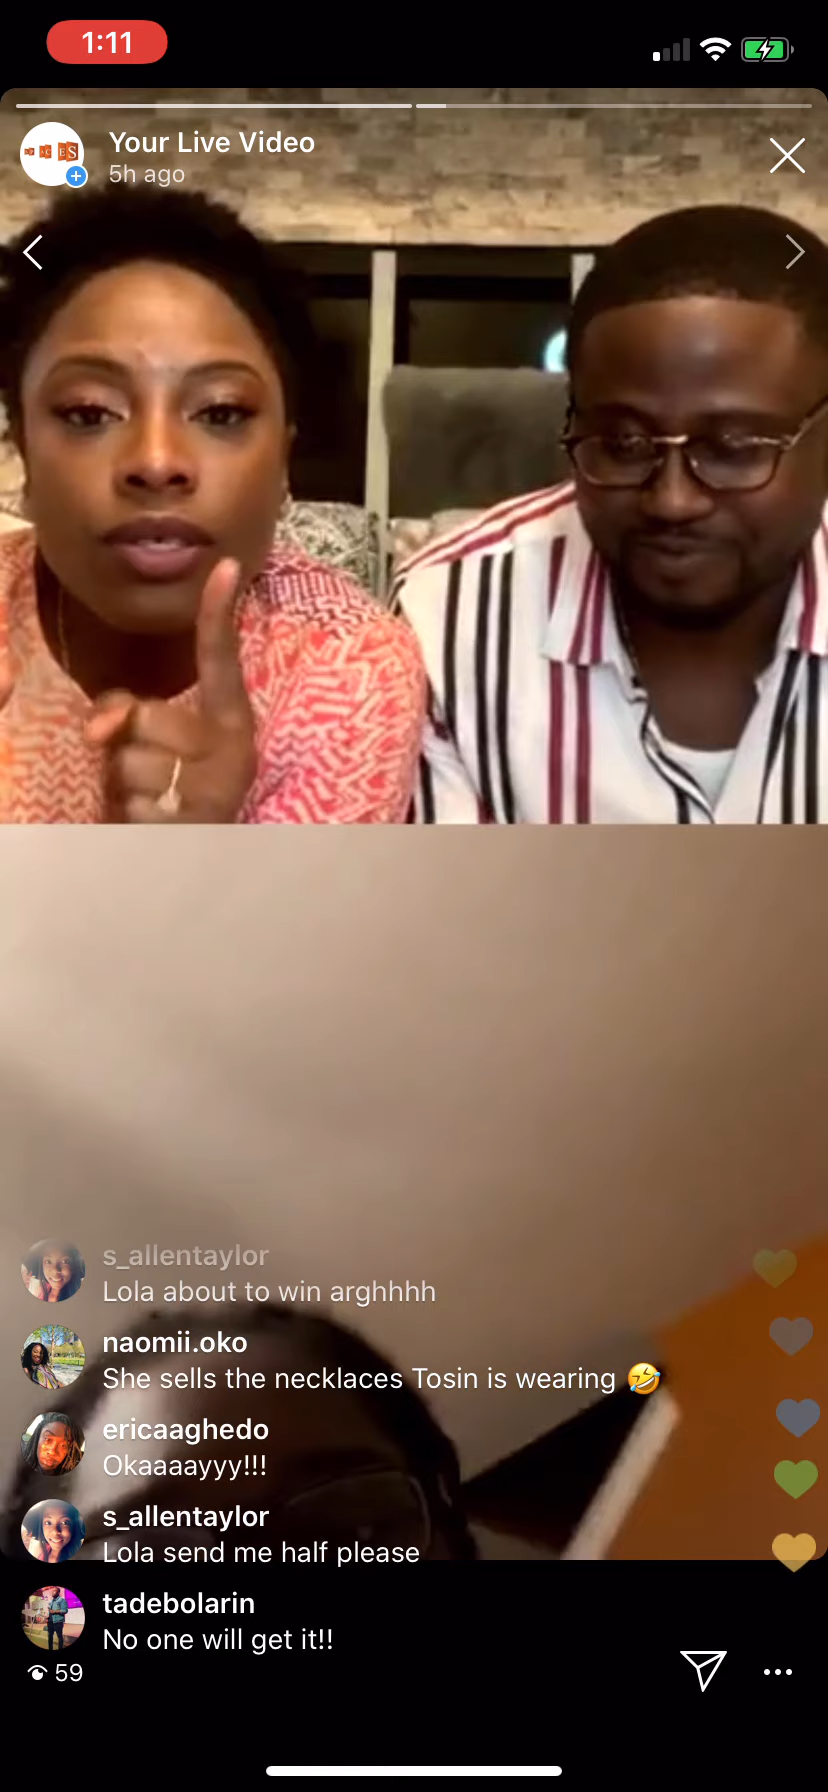 1:11
Your Live Video
5h ago
s_allentaylor
Lola about to win arghhhh
naomii.oko
She sells the necklaces Tosin is wearing 🤣
ericaaghedo
Okaaaayyy!!!
s_allentaylor
Lola send me half please
tadebolarin
No one will get it!!
59